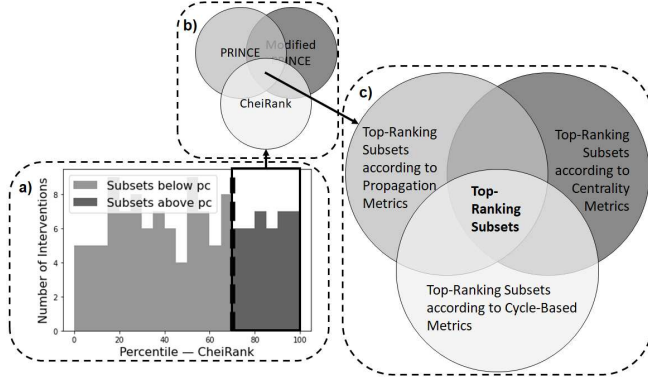 b)
PRINCE
Modified
PRINCE
CheiRank
c)
Top-Ranking
Subsets
according to
Propagation
Metrics
Top-Ranking
Subsets
according to
Centrality
Metrics
Top-
Ranking
Subsets
Top-Ranking Subsets
according to Cycle-Based
Metrics
a)
Subsets below pc
Subsets above pc
Number of Interventions
8
6
4
2
0
0
20
40
60
80
100
Percentile — CheiRank